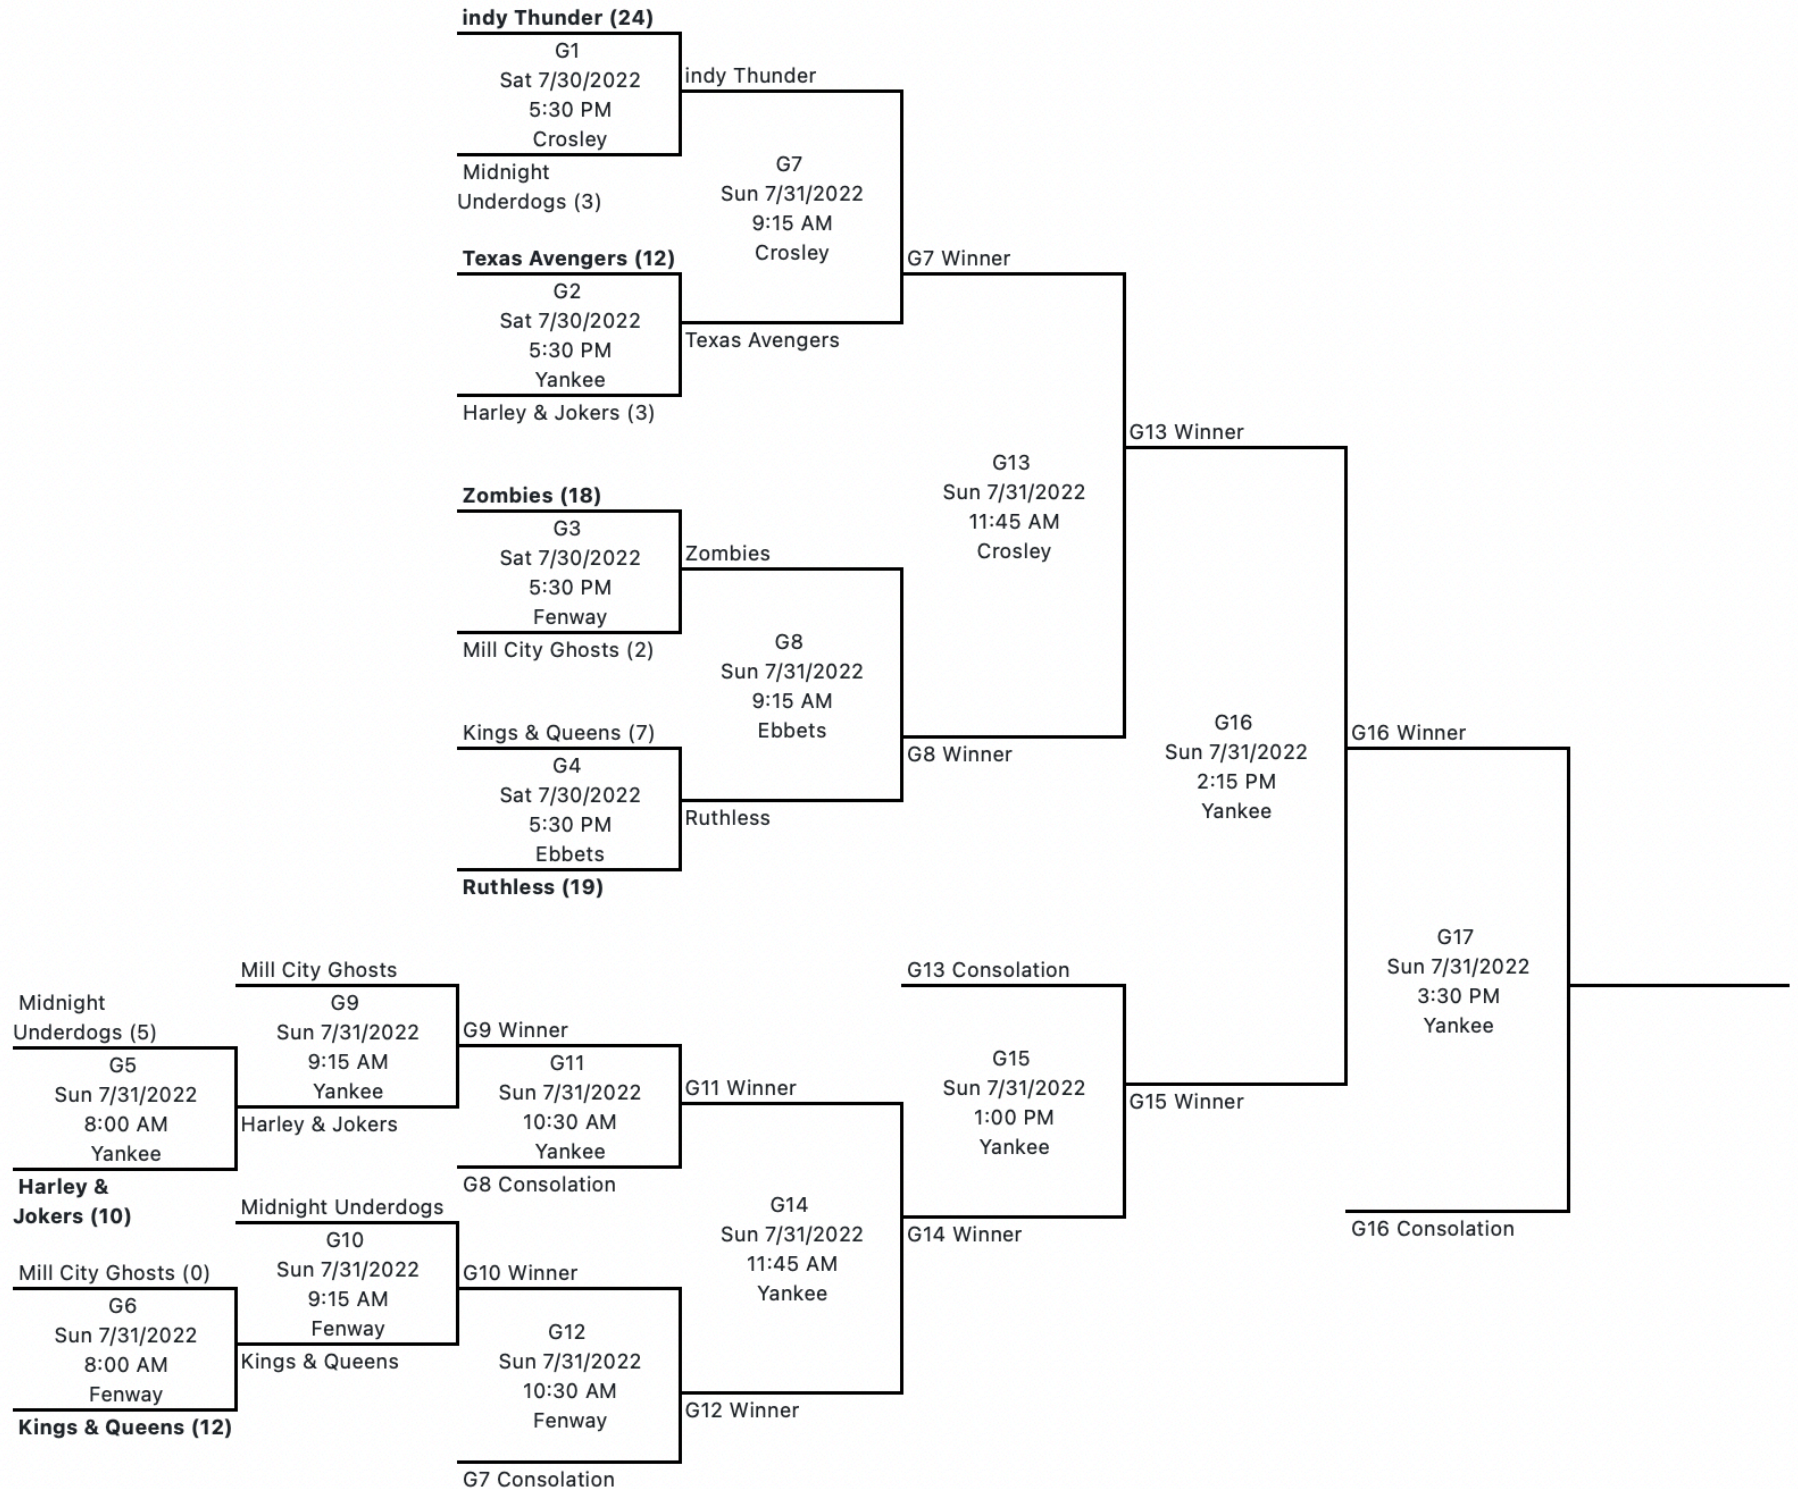 indy Thunder (24)
G1
Sat 7/30/2022
5:30 PM
Crosley
Midnight
Underdogs (3)
indy Thunder
G7
Sun 7/31/2022
9:15 AM
Crosley
Texas Avengers
Texas Avengers (12)
G2
Sat 7/30/2022
5:30 PM
Yankee
Harley & Jokers (3)
G7 Winner
G13
Sun 7/31/2022
11:45 AM
Crosley
G8 Winner
Zombies (18)
G3
Sat 7/30/2022
5:30 PM
Fenway
Mill City Ghosts (2)
Zombies
G8
Sun 7/31/2022
9:15 AM
Ebbets
Ruthless
Kings & Queens (7)
G4
Sat 7/30/2022
5:30 PM
Ebbets
Ruthless (19)
G13 Winner
G16
Sun 7/31/2022
2:15 PM
Yankee
G15 Winner
G16 Winner
G17
Sun 7/31/2022
3:30 PM
Yankee
G16 Consolation
Midnight
Underdogs (5)
G5
Sun 7/31/2022
8:00 AM
Yankee
Harley &
Jokers (10)
Mill City Ghosts
G9
Sun 7/31/2022
9:15 AM
Yankee
Harley & Jokers
G9 Winner
G11
Sun 7/31/2022
10:30 AM
Yankee
G8 Consolation
G11 Winner
G14
Sun 7/31/2022
11:45 AM
Yankee
G12 Winner
G13 Consolation
G15
Sun 7/31/2022
1:00 PM
Yankee
G14 Winner
Mill City Ghosts (0)
G6
Sun 7/31/2022
8:00 AM
Fenway
Kings & Queens (12)
Midnight Underdogs
G10
Sun 7/31/2022
9:15 AM
Fenway
Kings & Queens
G10 Winner
G12
Sun 7/31/2022
10:30 AM
Fenway
G7 Consolation